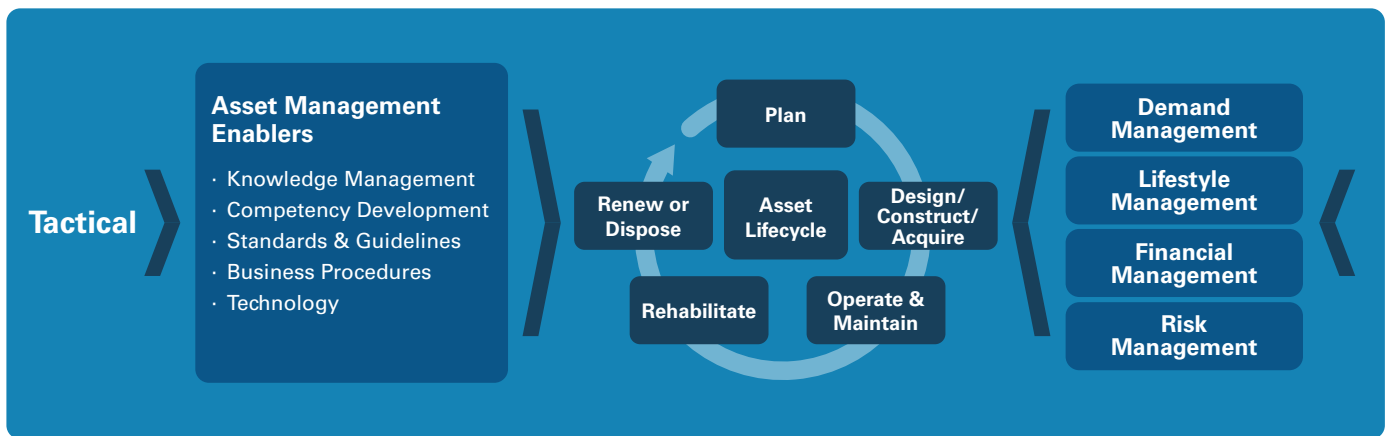 Tactical
Asset Management
Enablers
· Knowledge Management
· Competency Development
· Standards & Guidelines
· Business Procedures
· Technology
Plan
Renew or
Dispose
Asset
Lifecycle
Design/
Construct/
Acquire
Rehabilitate
Operate &
Maintain
Demand
Management
Lifestyle
Management
Financial
Management
Risk
Management